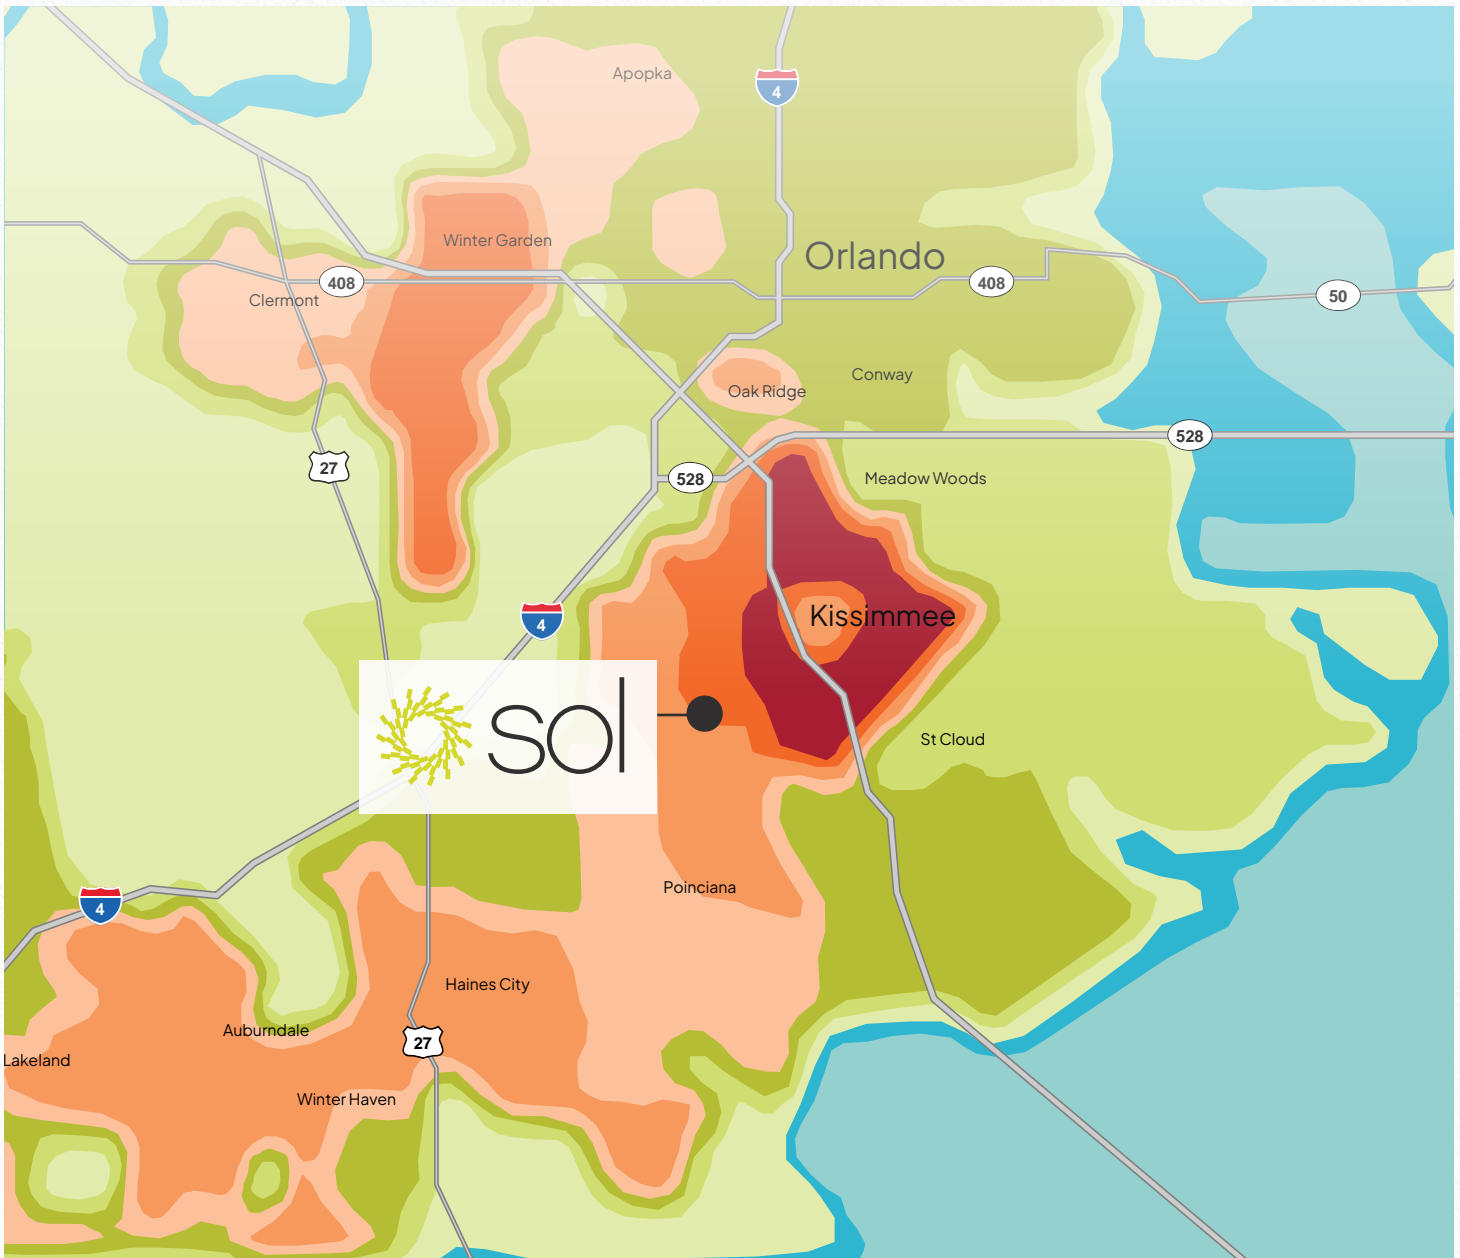 Apopka
4
Winter Garden
Orlando
408
408
50
Clermont
Oak Ridge
Conway
528
27
528
Meadow Woods
4
Kissimmee
sol
St Cloud
Poinciana
4
Haines City
Auburndale
27
Lakeland
Winter Haven